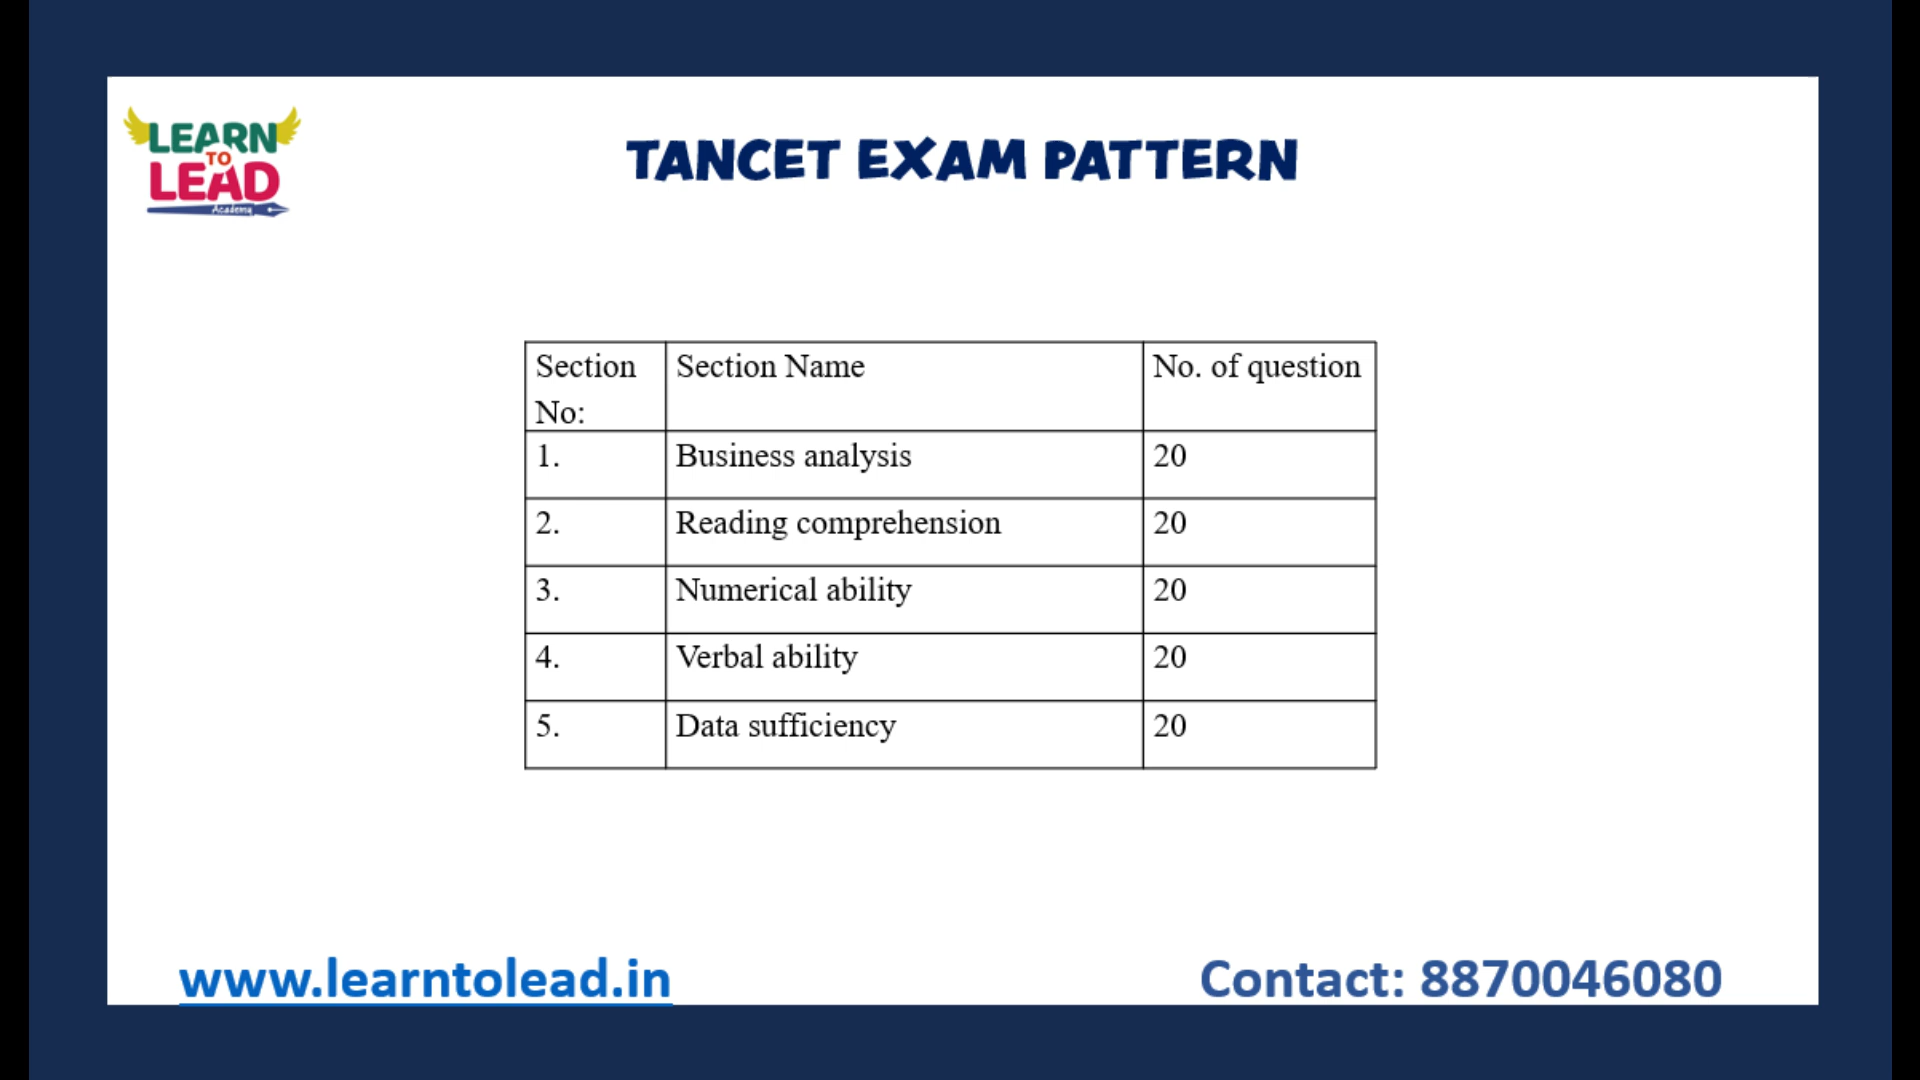 LEARN
TO
LEAD
Academy
TANCET EXAM PATTERN
Section No: Section Name No. of question
1. Business analysis 20
2. Reading comprehension 20
3. Numerical ability 20
4. Verbal ability 20
5. Data sufficiency 20
www.learntolead.in Contact: 8870046080